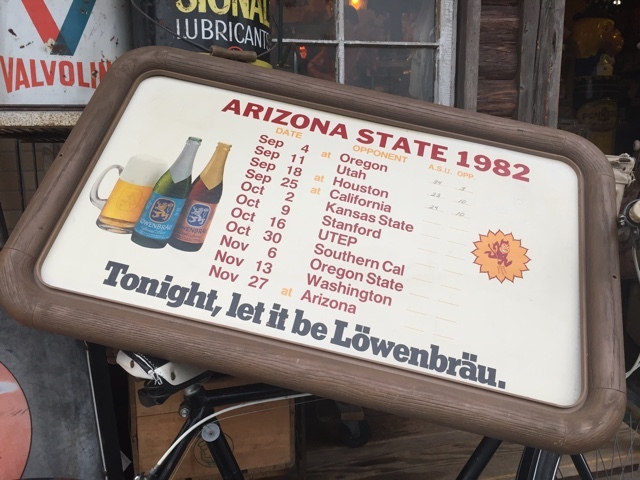 VALVOLIN
SIGNAL
LUBRICANTS
ARIZONA STATE 1982
DATE OPPONENT A.S.U. OPP.
Sep 4 at Oregon
Sep 11 Utah
Sep 18 at Houston
Sep 25 at California
Oct 2 Kansas State
Oct 9 Stanford
Oct 16 UTEP
Oct 30 Southern Cal
Nov 6 Oregon State
Nov 13 Washington
Nov 27 at Arizona
LÖWENBRÄU
Tonight, let it be Löwenbräu.